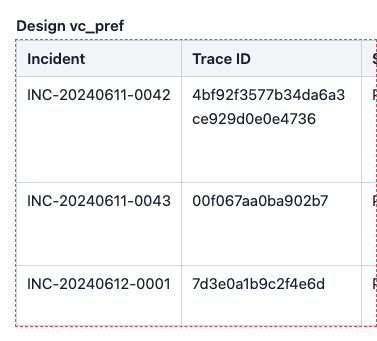 Design vc_pref
Incident Trace ID
INC-20240611-0042 4bf92f3577b34da6a3
ce929d0e0e4736
INC-20240611-0043 00f067aa0ba902b7
INC-20240612-0001 7d3e0a1b9c2f4e6d